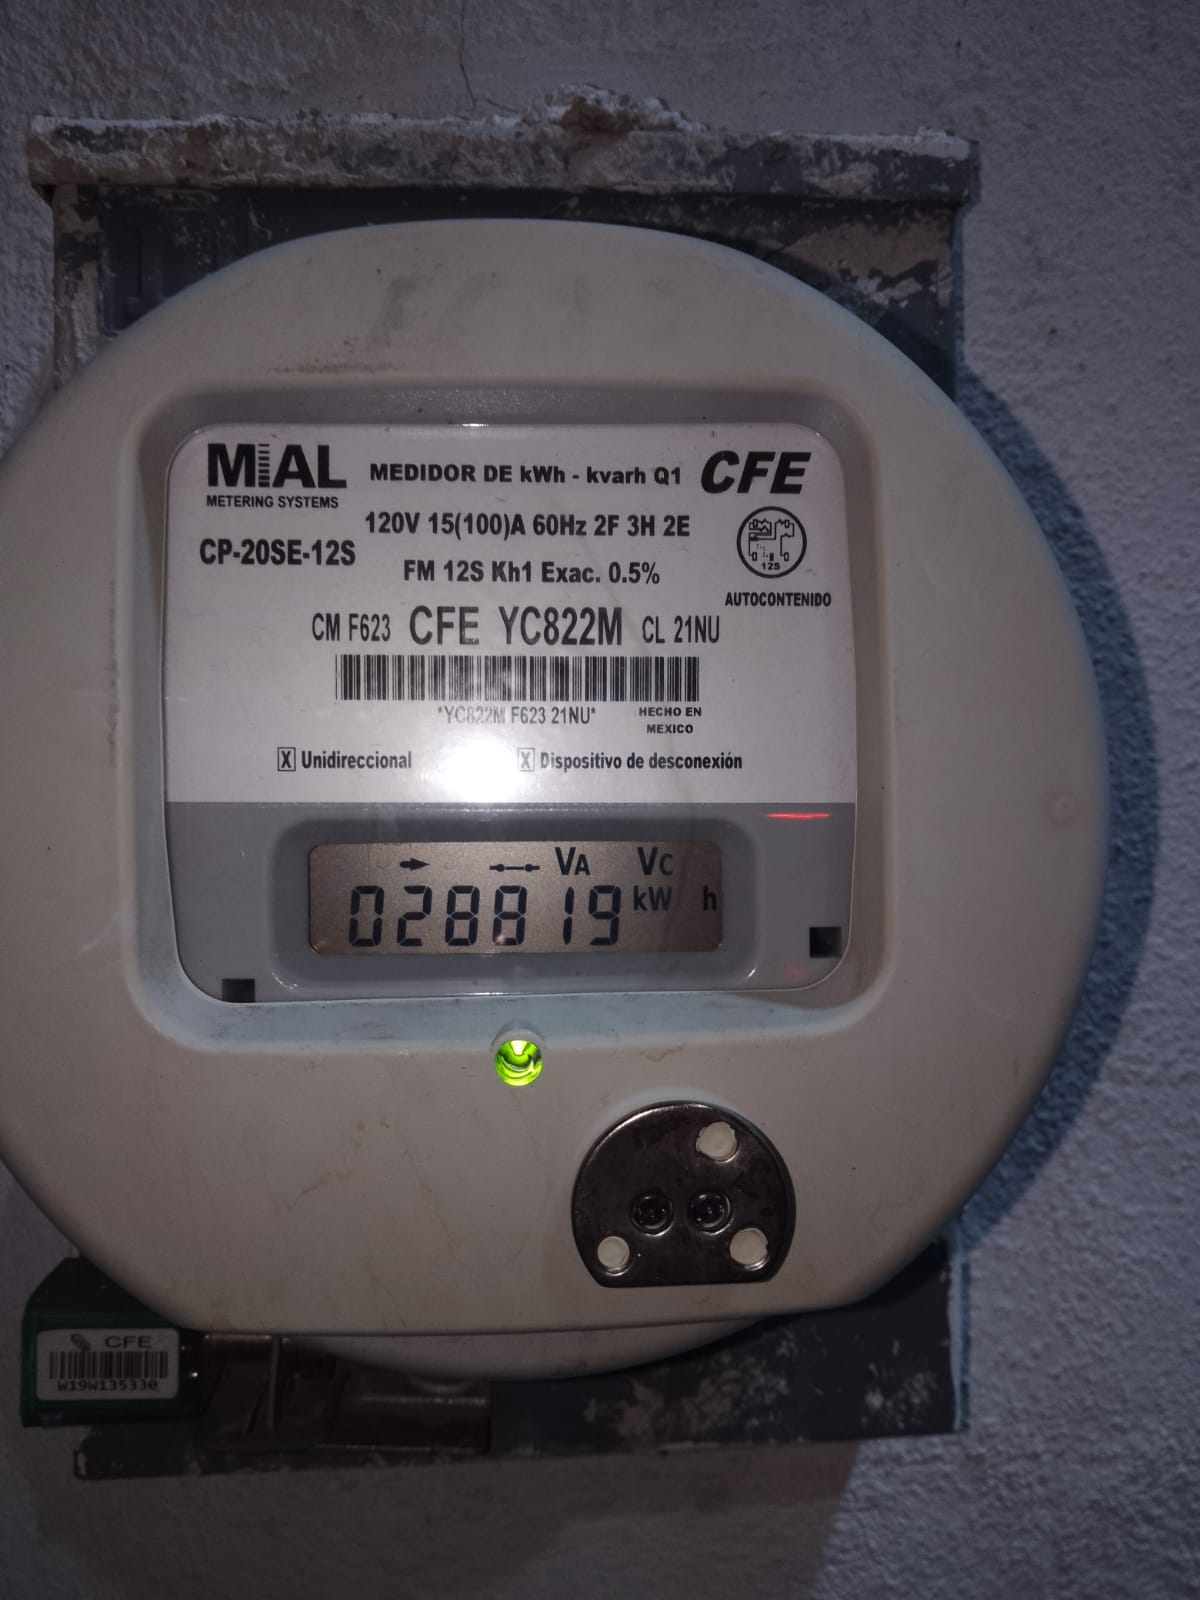 MIAL
METERING SYSTEMS
MEDIDOR DE kWh - kvarh Q1
CFE
120V 15(100)A 60Hz 2F 3H 2E
CP-20SE-12S
FM 12S Kh1 Exac. 0.5%
12S
AUTOCONTENIDO
CM F623 CFE YC822M CL 21NU
*YC822M F623 21NU*
HECHO EN
MEXICO
X Unidireccional
X Dispositivo de desconexión
VA VC
028819 kW h
CFE
W19W135330